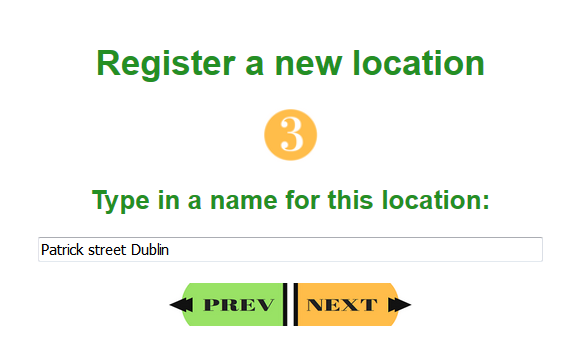 Register a new location
3
Type in a name for this location:
Patrick street Dublin
PREV NEXT